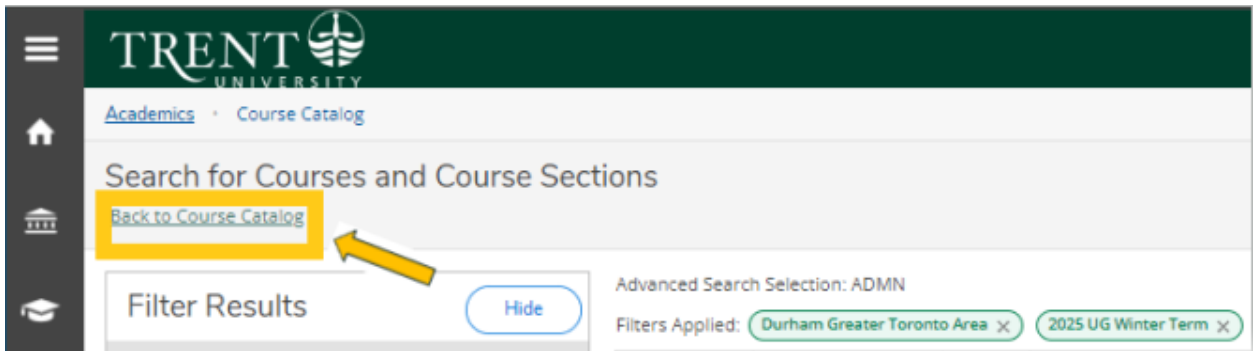 TRENT
UNIVERSITY
Academics • Course Catalog
Search for Courses and Course Sections
Back to Course Catalog
Filter Results
Hide
Advanced Search Selection: ADMN
Filters Applied: Durham Greater Toronto Area × 2025 UG Winter Term ×